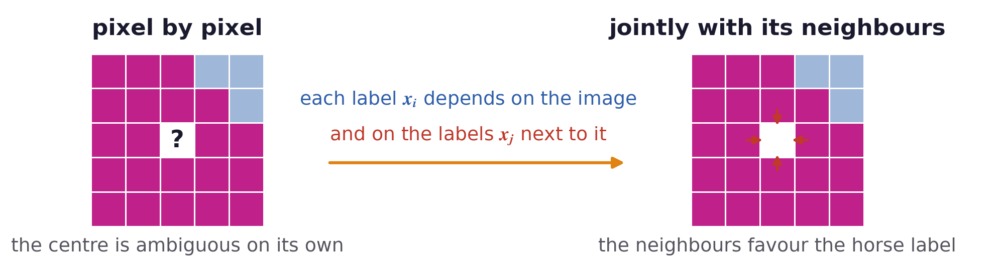 pixel by pixel
jointly with its neighbours
each label xᵢ depends on the image
and on the labels xⱼ next to it
?
the centre is ambiguous on its own
the neighbours favour the horse label